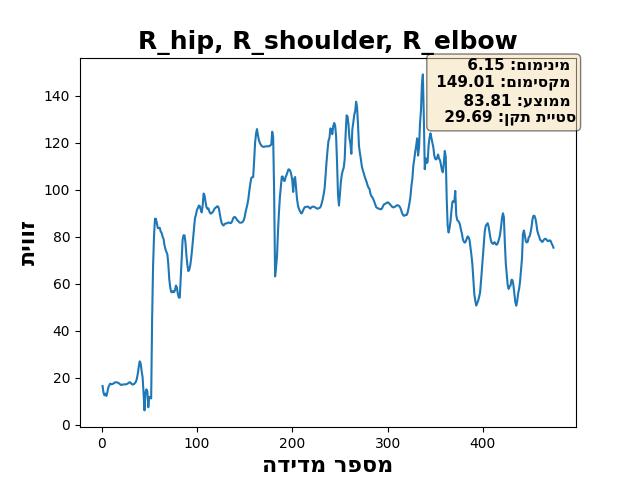 R_hip, R_shoulder, R_elbow
מינימום: 6.15
מקסימום: 149.01
ממוצע: 83.81
סטיית תקן: 29.69
140
120
100
80
60
40
20
0
זווית
0 100 200 300 400
מספר מדידה